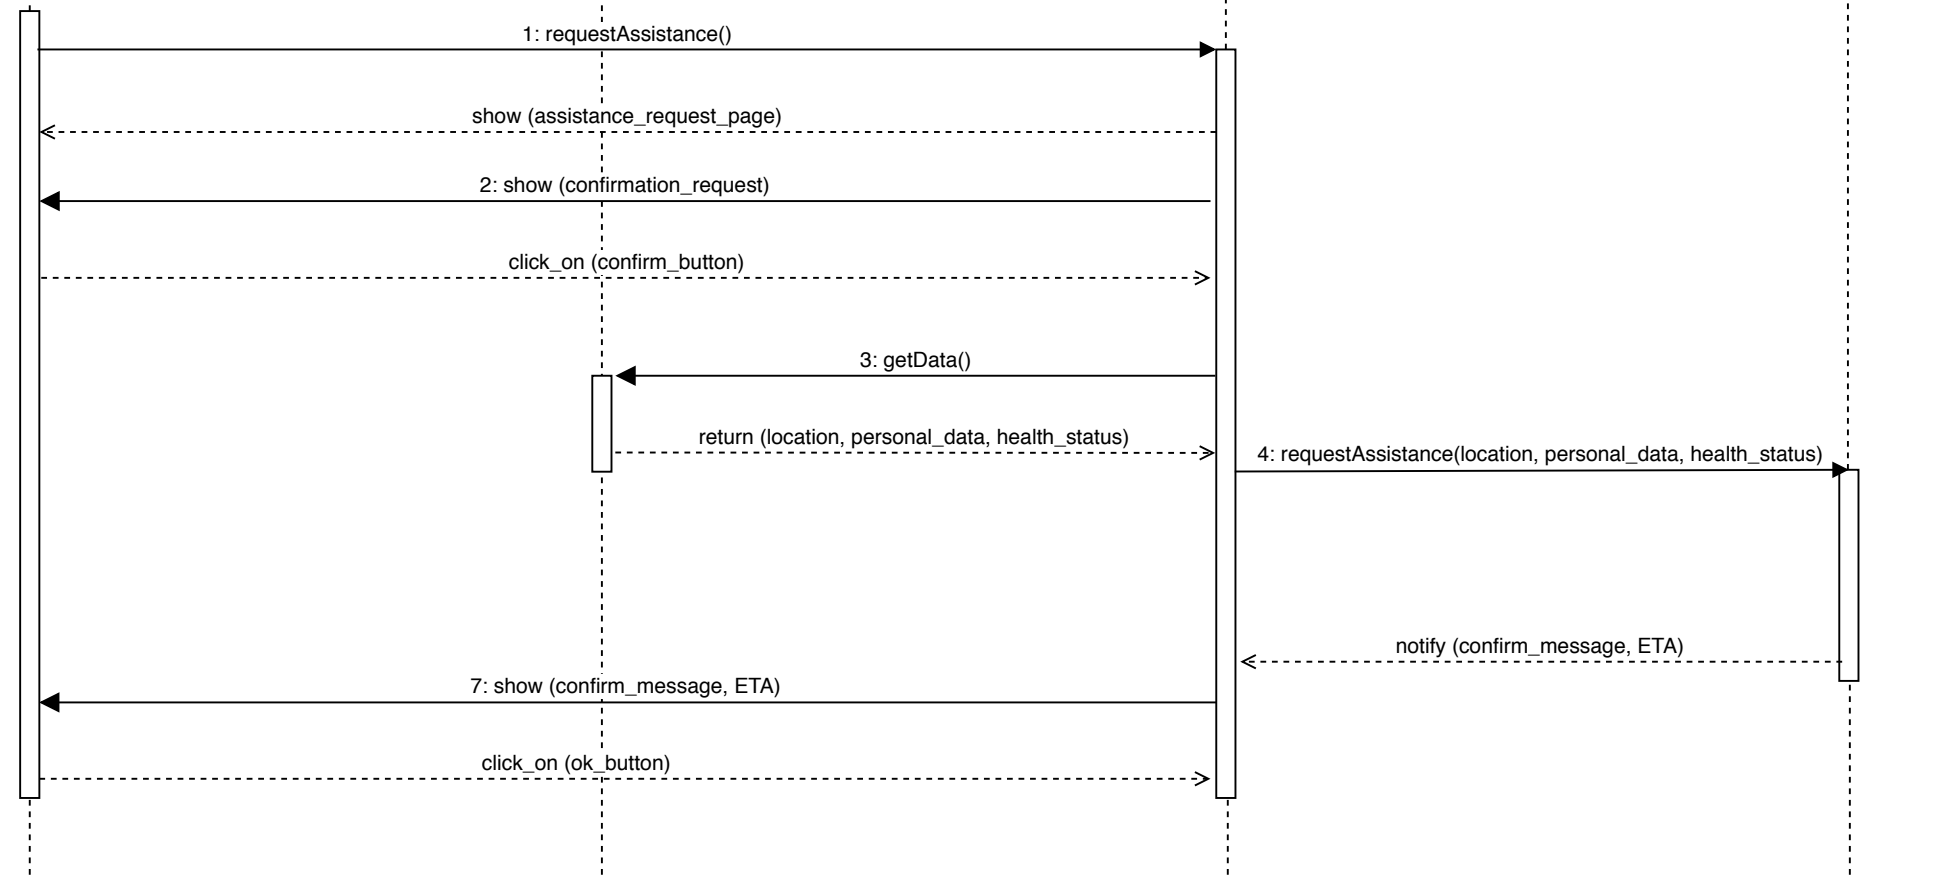 1: requestAssistance()
show (assistance_request_page)
2: show (confirmation_request)
click_on (confirm_button)
3: getData()
return (location, personal_data, health_status)
4: requestAssistance(location, personal_data, health_status)
notify (confirm_message, ETA)
7: show (confirm_message, ETA)
click_on (ok_button)